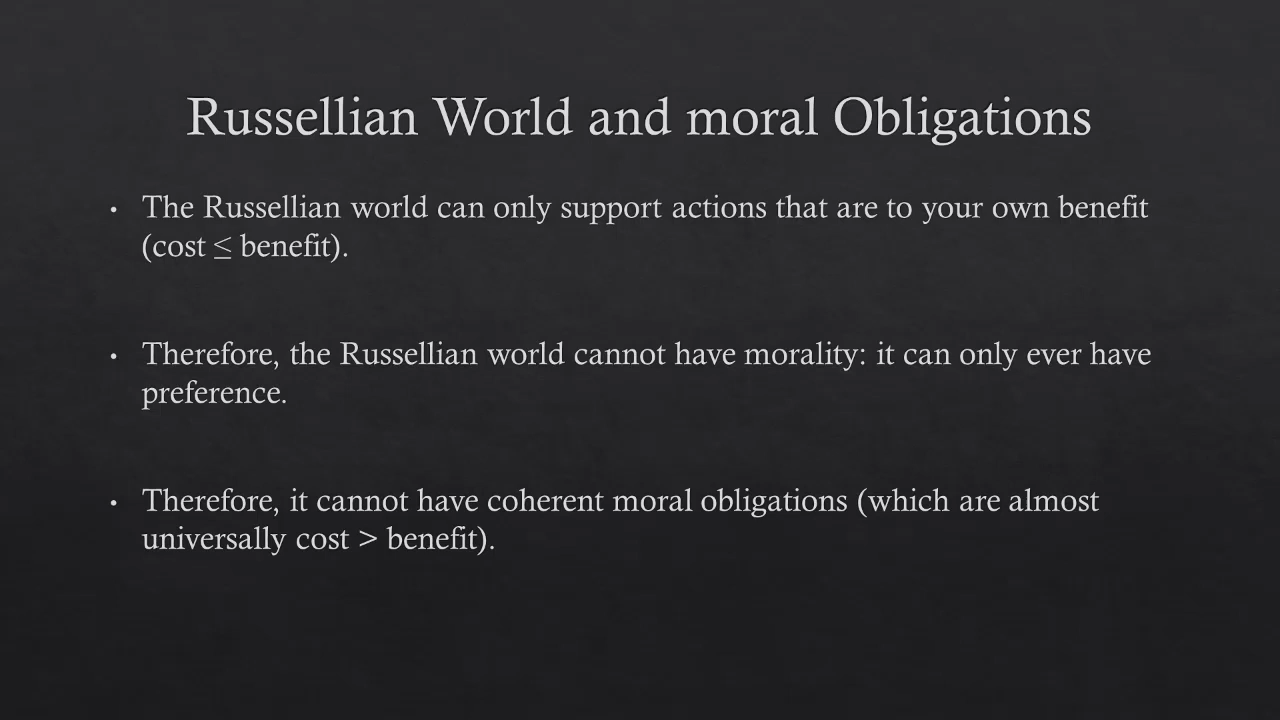 Russellian World and moral Obligations
• The Russellian world can only support actions that are to your own benefit
(cost ≤ benefit).
• Therefore, the Russellian world cannot have morality: it can only ever have
preference.
• Therefore, it cannot have coherent moral obligations (which are almost
universally cost > benefit).